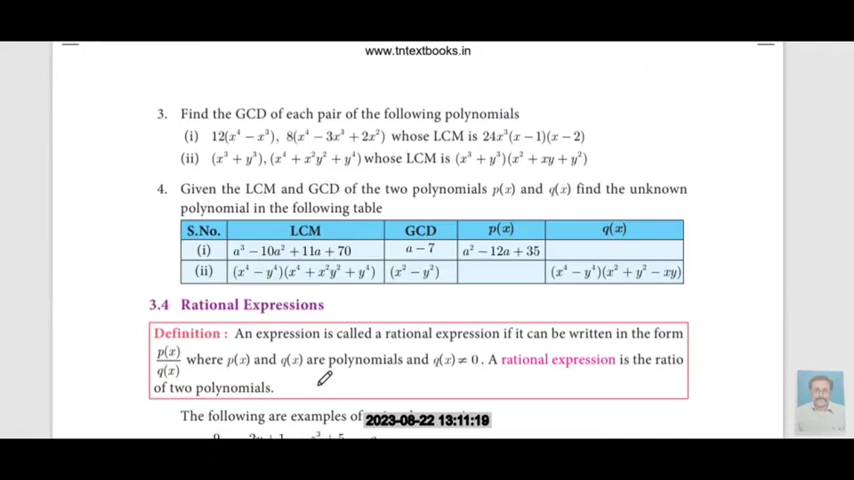 www.tntextbooks.in
3. Find the GCD of each pair of the following polynomials
(i) 12(x⁴ − x³), 8(x⁴ − 3x³ + 2x²) whose LCM is 24x³(x − 1)(x − 2)
(ii) (x³ + y³), (x⁴ + x²y² + y⁴) whose LCM is (x³ + y³)(x² + xy + y²)
4. Given the LCM and GCD of the two polynomials p(x) and q(x) find the unknown
polynomial in the following table
S.No. LCM GCD p(x) q(x)
(i) a³ − 10a² + 11a + 70 a − 7 a² − 12a + 35
(ii) (x⁴ − y⁴)(x⁴ + x²y² + y⁴) (x² − y²) (x⁴ − y⁴)(x² + y² − xy)
3.4 Rational Expressions
Definition : An expression is called a rational expression if it can be written in the form
p(x)/q(x) where p(x) and q(x) are polynomials and q(x) ≠ 0 . A rational expression is the ratio
of two polynomials.
The following are examples of
2023-08-22 13:11:19